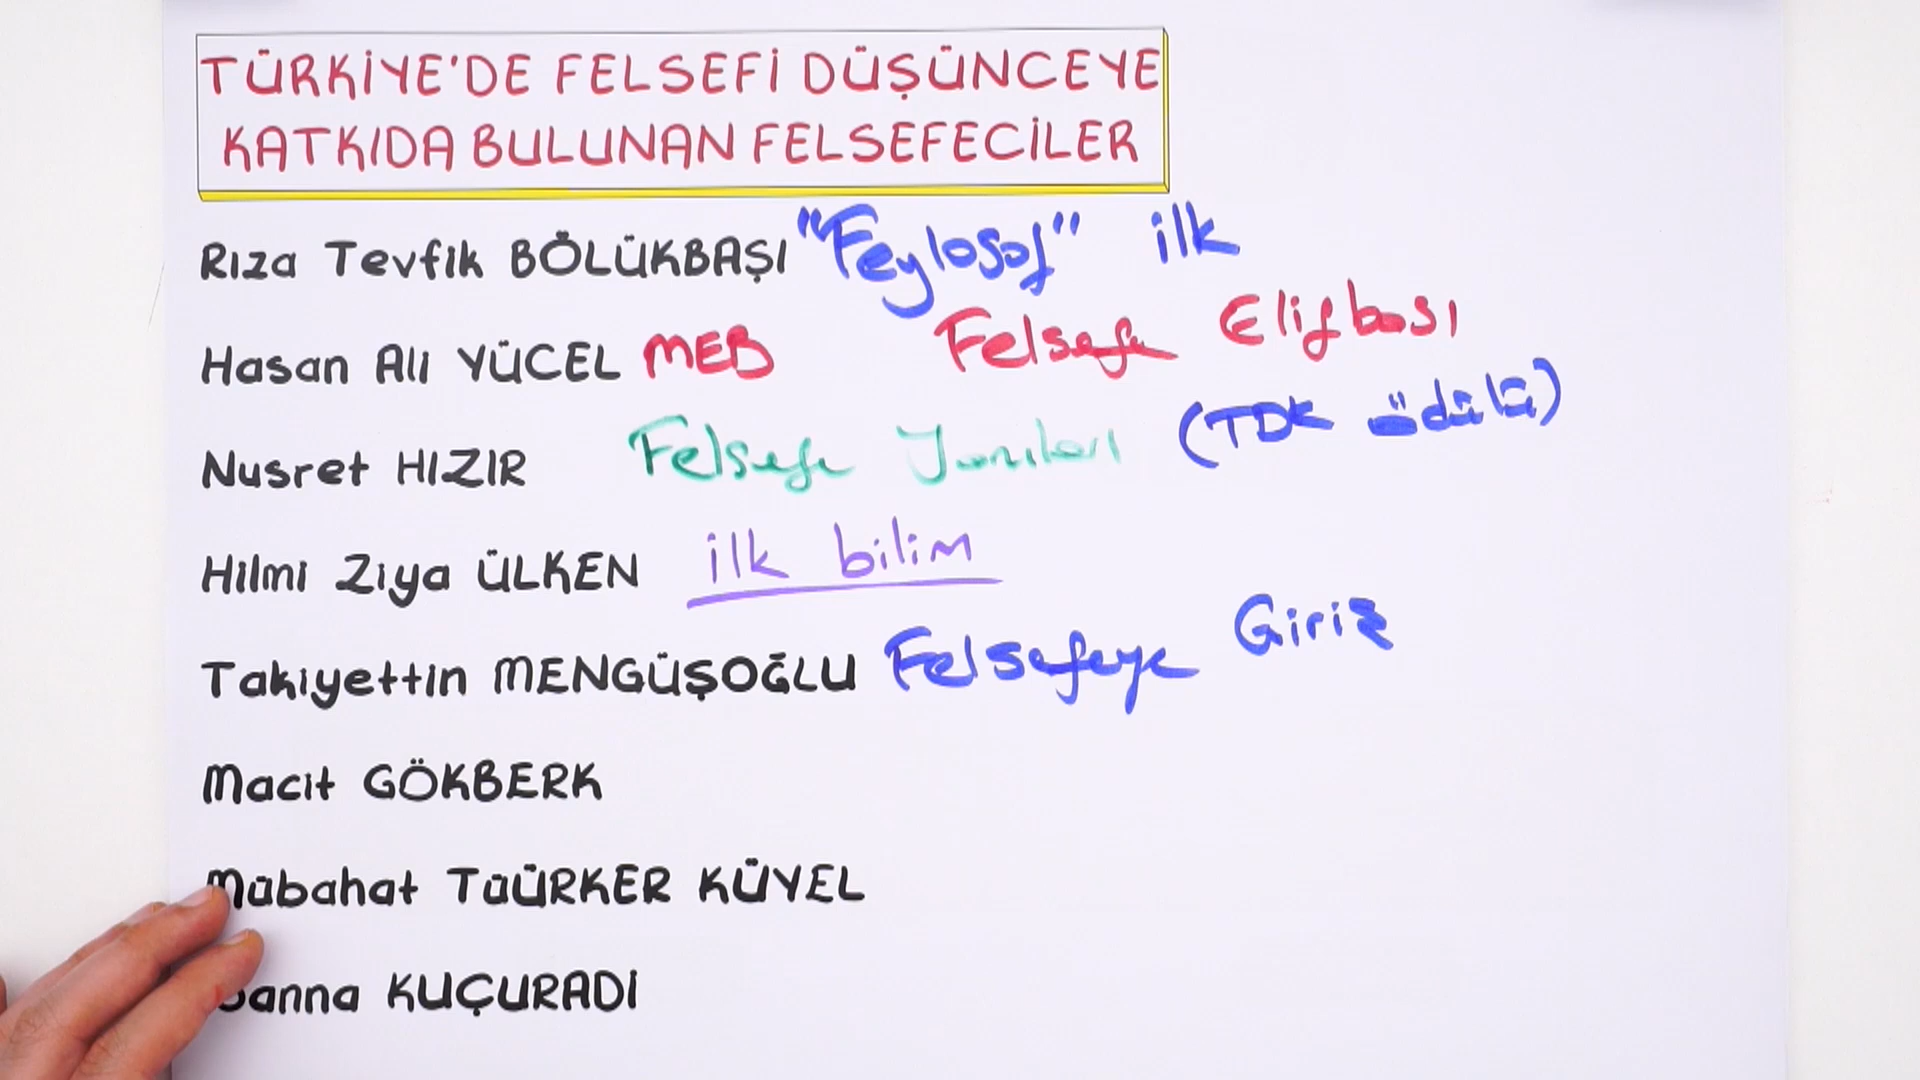 TÜRKİYE'DE FELSEFİ DÜŞÜNCEYE
KATKIDA BULUNAN FELSEFECİLER
Rıza Tevfik BÖLÜKBAŞI "Feylosof" ilk
Hasan Ali YÜCEL MEB Felsefe Elifbası
Nusret HIZIR Felsefe Yazıları (TDK ödülü)
Hilmi Ziya ÜLKEN ilk bilim
Takiyettin MENGÜŞOĞLU Felsefeye Giriş
Macit GÖKBERK
Mübahat TüÜRKER KÜYEL
anna KUÇURADİ